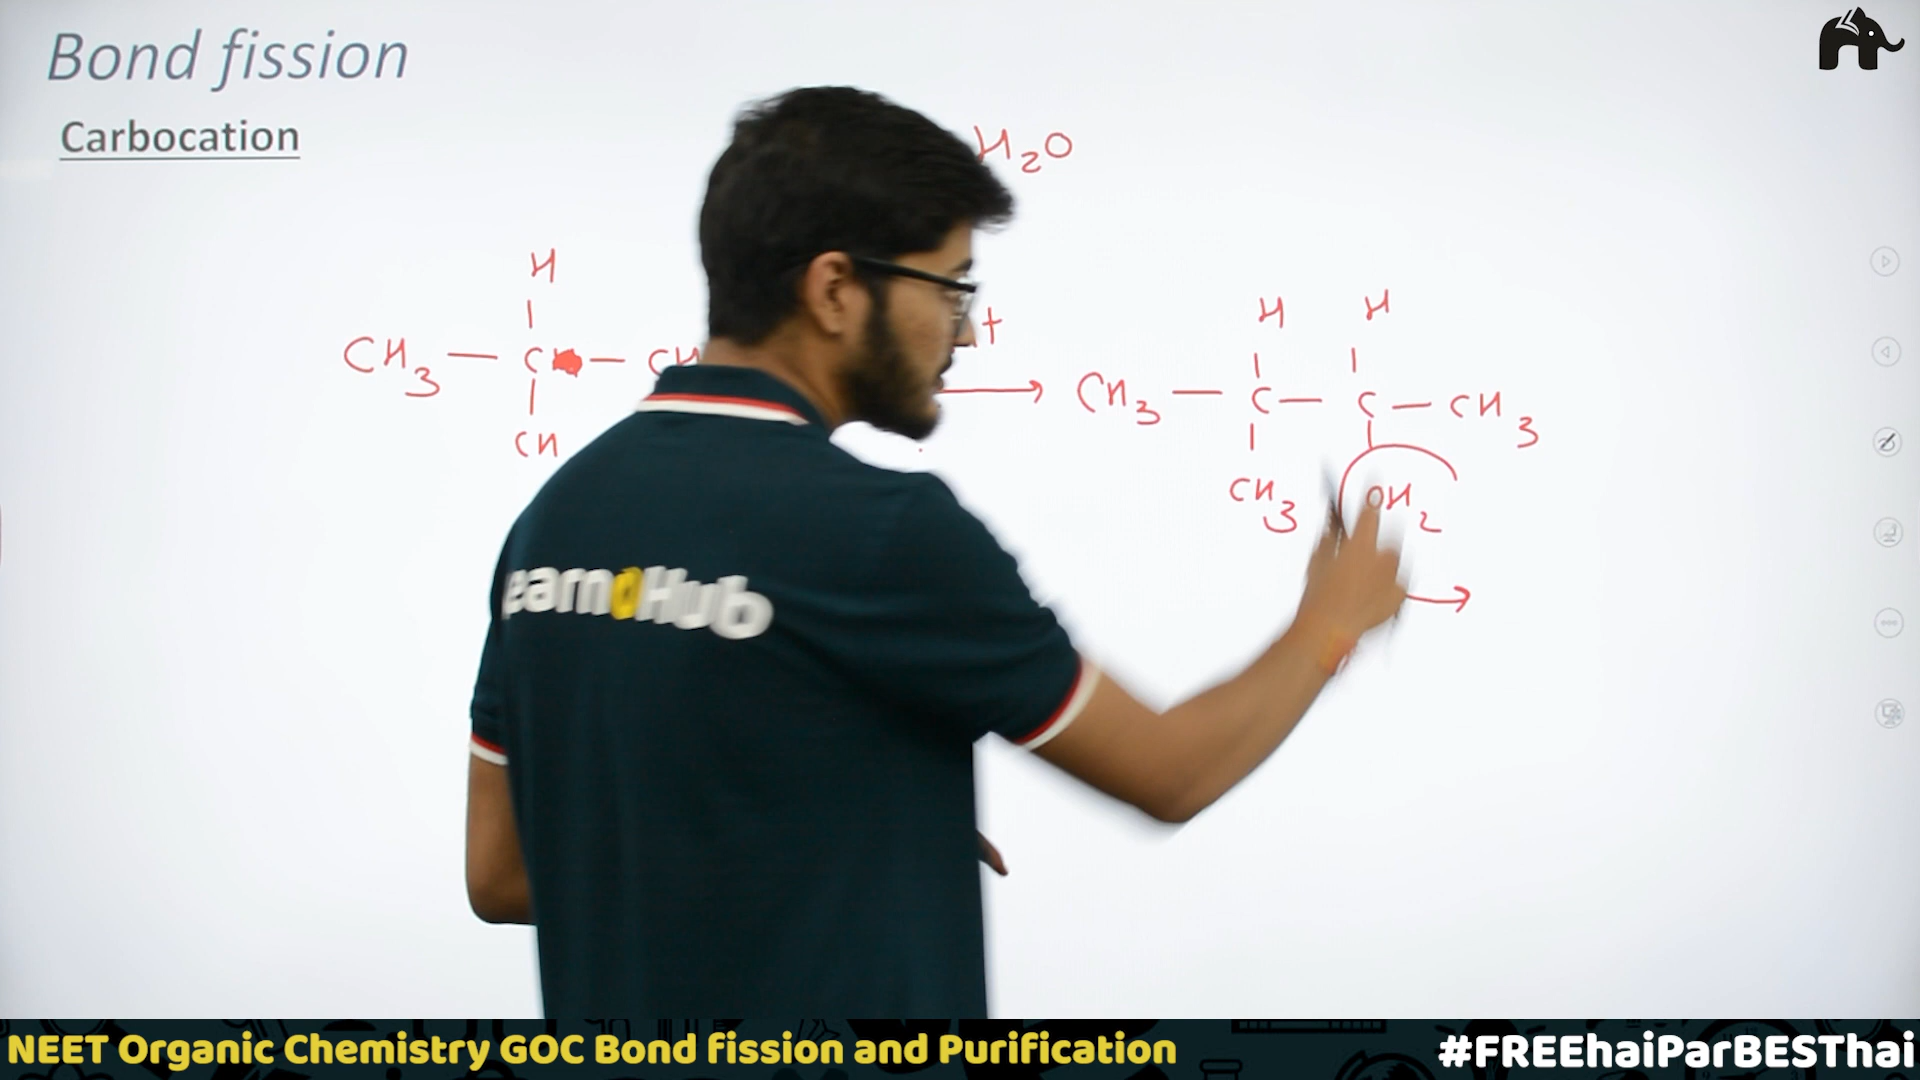 Bond fission
Carbocation
H2O
H
CH3 — C — CH
CH
H H
CH3 — C — C — CH3
CH3 OH2
earnoHub
NEET Organic Chemistry GOC Bond fission and Purification
#FREEhaiParBESThai